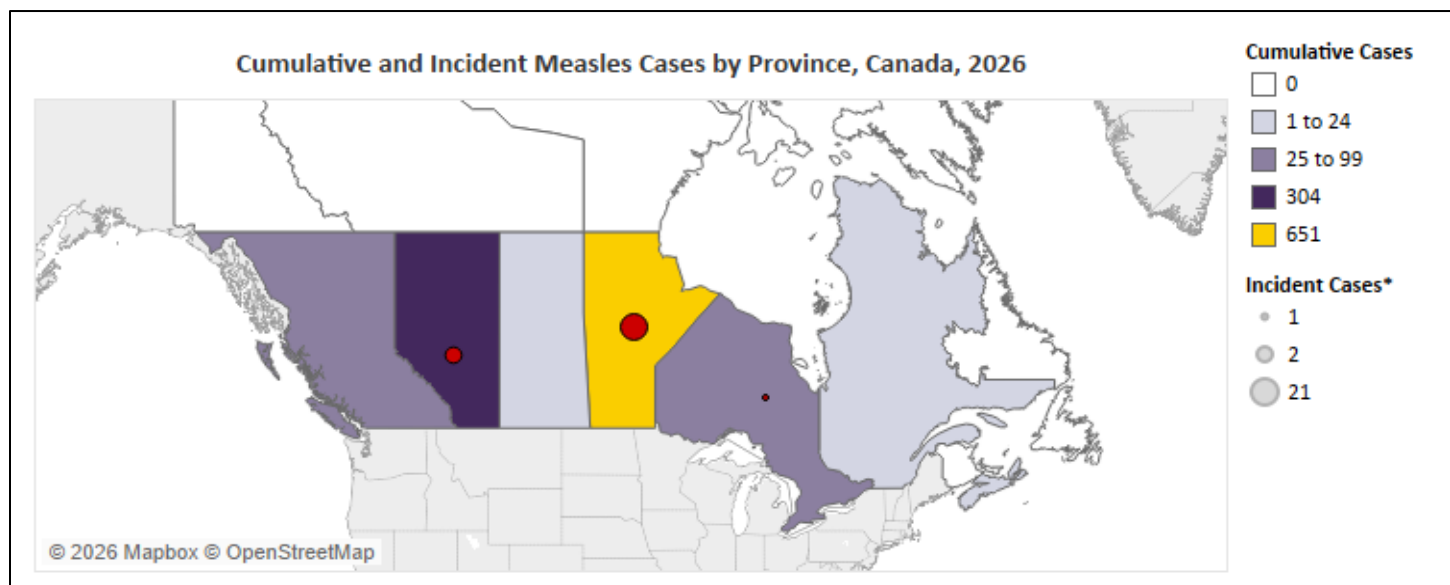 Cumulative and Incident Measles Cases by Province, Canada, 2026
Cumulative Cases
0
1 to 24
25 to 99
304
651
Incident Cases*
1
2
21
© 2026 Mapbox © OpenStreetMap